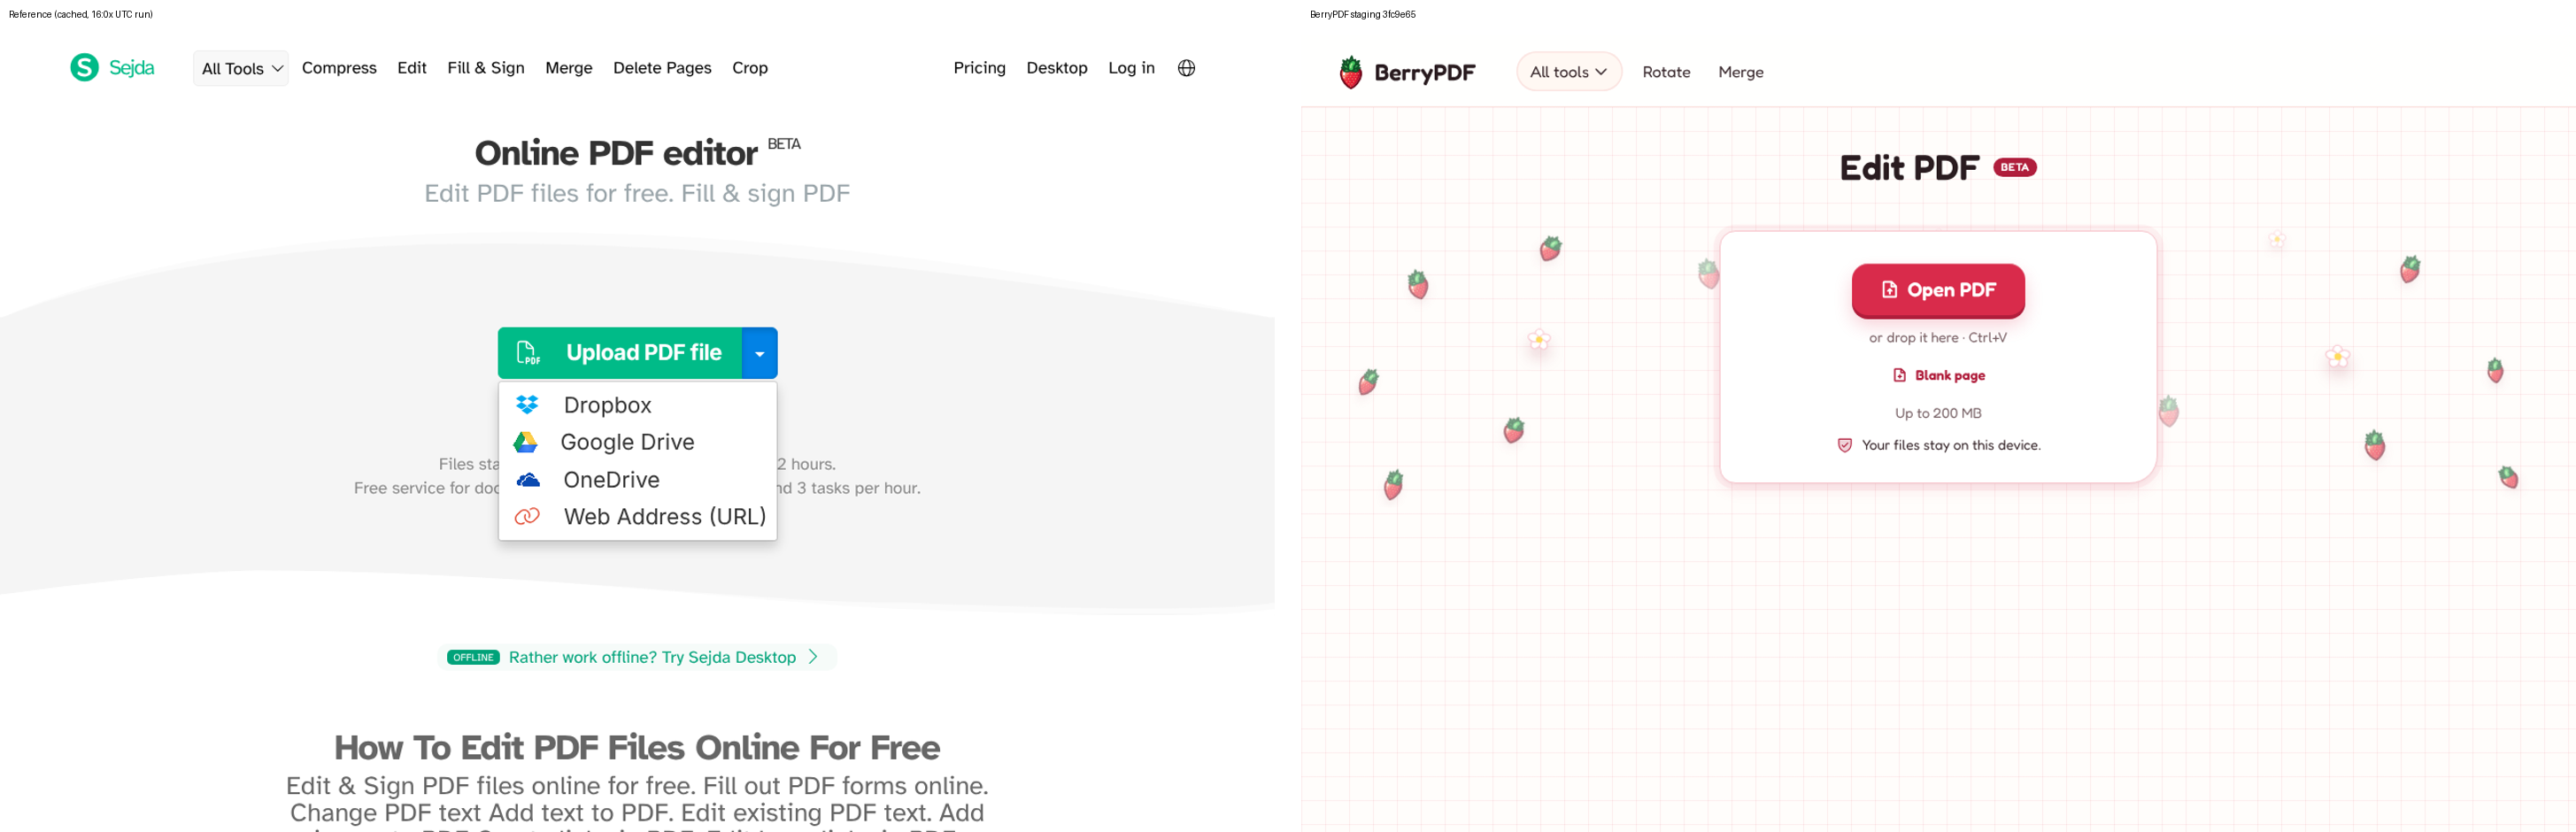 Reference (cached, 16:0x UTC run)
Sejda
All Tools Compress Edit Fill & Sign Merge Delete Pages Crop Pricing Desktop Log in
Online PDF editor BETA
Edit PDF files for free. Fill & sign PDF
Upload PDF file
Dropbox
Google Drive
OneDrive
Web Address (URL)
Files 2 hours.
Free service for 3 tasks per hour.
OFFLINE Rather work offline? Try Sejda Desktop
How To Edit PDF Files Online For Free
Edit & Sign PDF files online for free. Fill out PDF forms online.
Change PDF text Add text to PDF. Edit existing PDF text. Add
BerryPDF staging 3fc9e65
BerryPDF
All tools Rotate Merge
Edit PDF BETA
Open PDF
or drop it here · Ctrl+V
Blank page
Up to 200 MB
Your files stay on this device.